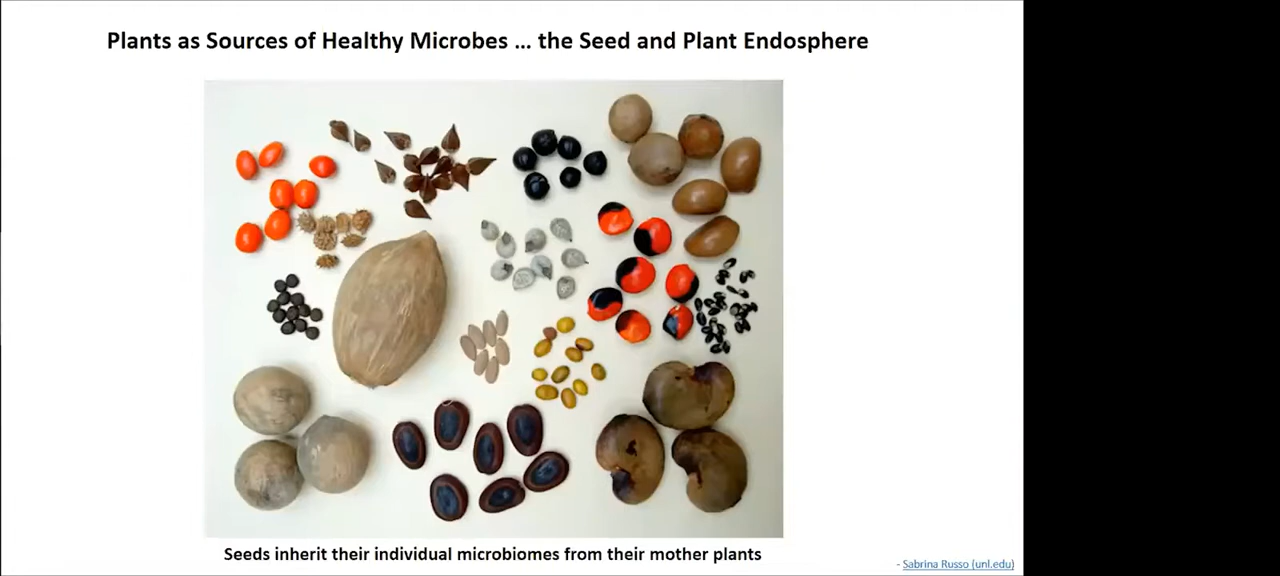 Plants as Sources of Healthy Microbes ... the Seed and Plant Endosphere
Seeds inherit their individual microbiomes from their mother plants
- Sabrina Russo (unl.edu)